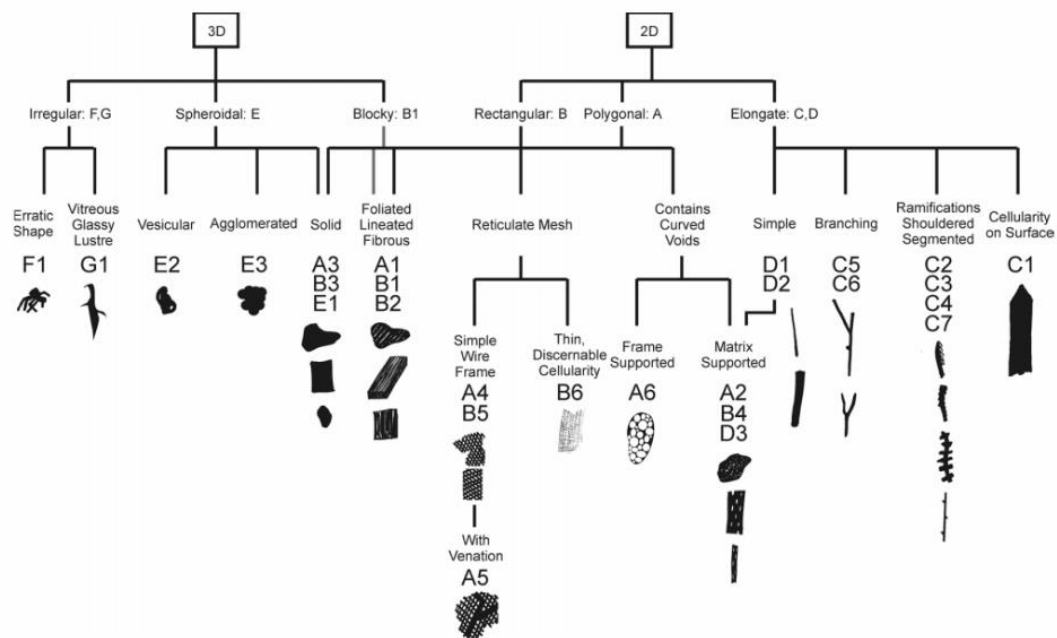 3D
2D
Irregular: F,G
Spheroidal: E
Blocky: B1
Rectangular: B
Polygonal: A
Elongate: C,D
Erratic
Shape
F1
Vitreous
Glassy
Lustre
G1
Vesicular
E2
Agglomerated
E3
Solid
A3
B3
E1
Foliated
Lineated
Fibrous
A1
B1
B2
Reticulate Mesh
Contains
Curved
Voids
Simple
D1
D2
Branching
C5
C6
Ramifications
Shouldered
Segmented
C2
C3
C4
C7
Cellularity
on Surface
C1
Simple
Wire
Frame
A4
B5
Thin,
Discernable
Cellularity
B6
Frame
Supported
A6
Matrix
Supported
A2
B4
D3
With
Venation
A5